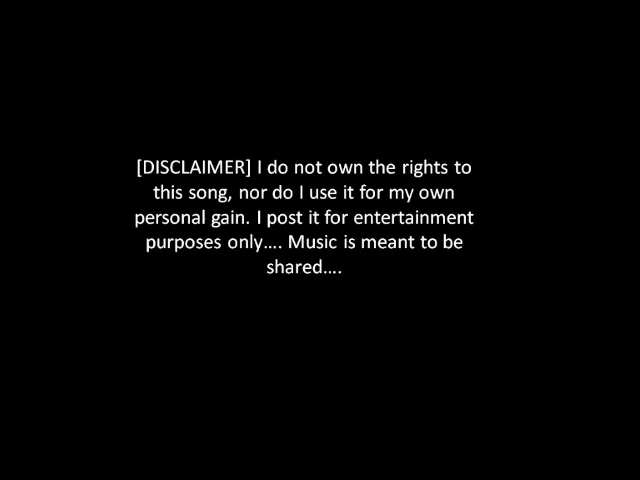 [DISCLAIMER] I do not own the rights to
this song, nor do I use it for my own
personal gain. I post it for entertainment
purposes only.... Music is meant to be
shared....